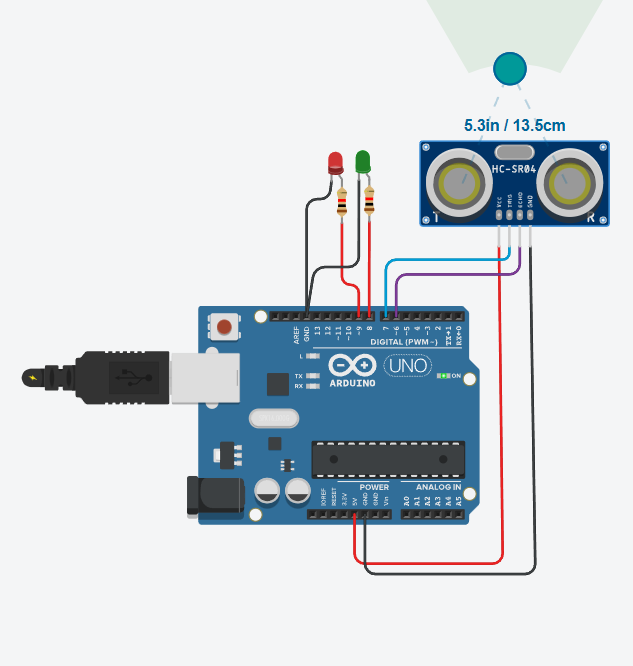 5.3in / 13.5cm
HC-SR04
VCC
TRIG
ECHO
GND
T
R
AREF
GND
13
12
~11
~10
~9
8
7
~6
~5
4
~3
2
TX→1
RX←0
DIGITAL (PWM~)
L
TX
RX
ARDUINO
UNO
ON
POWER
ANALOG IN
IOREF
RESET
3.3V
5V
GND
GND
Vin
A0
A1
A2
A3
A4
A5